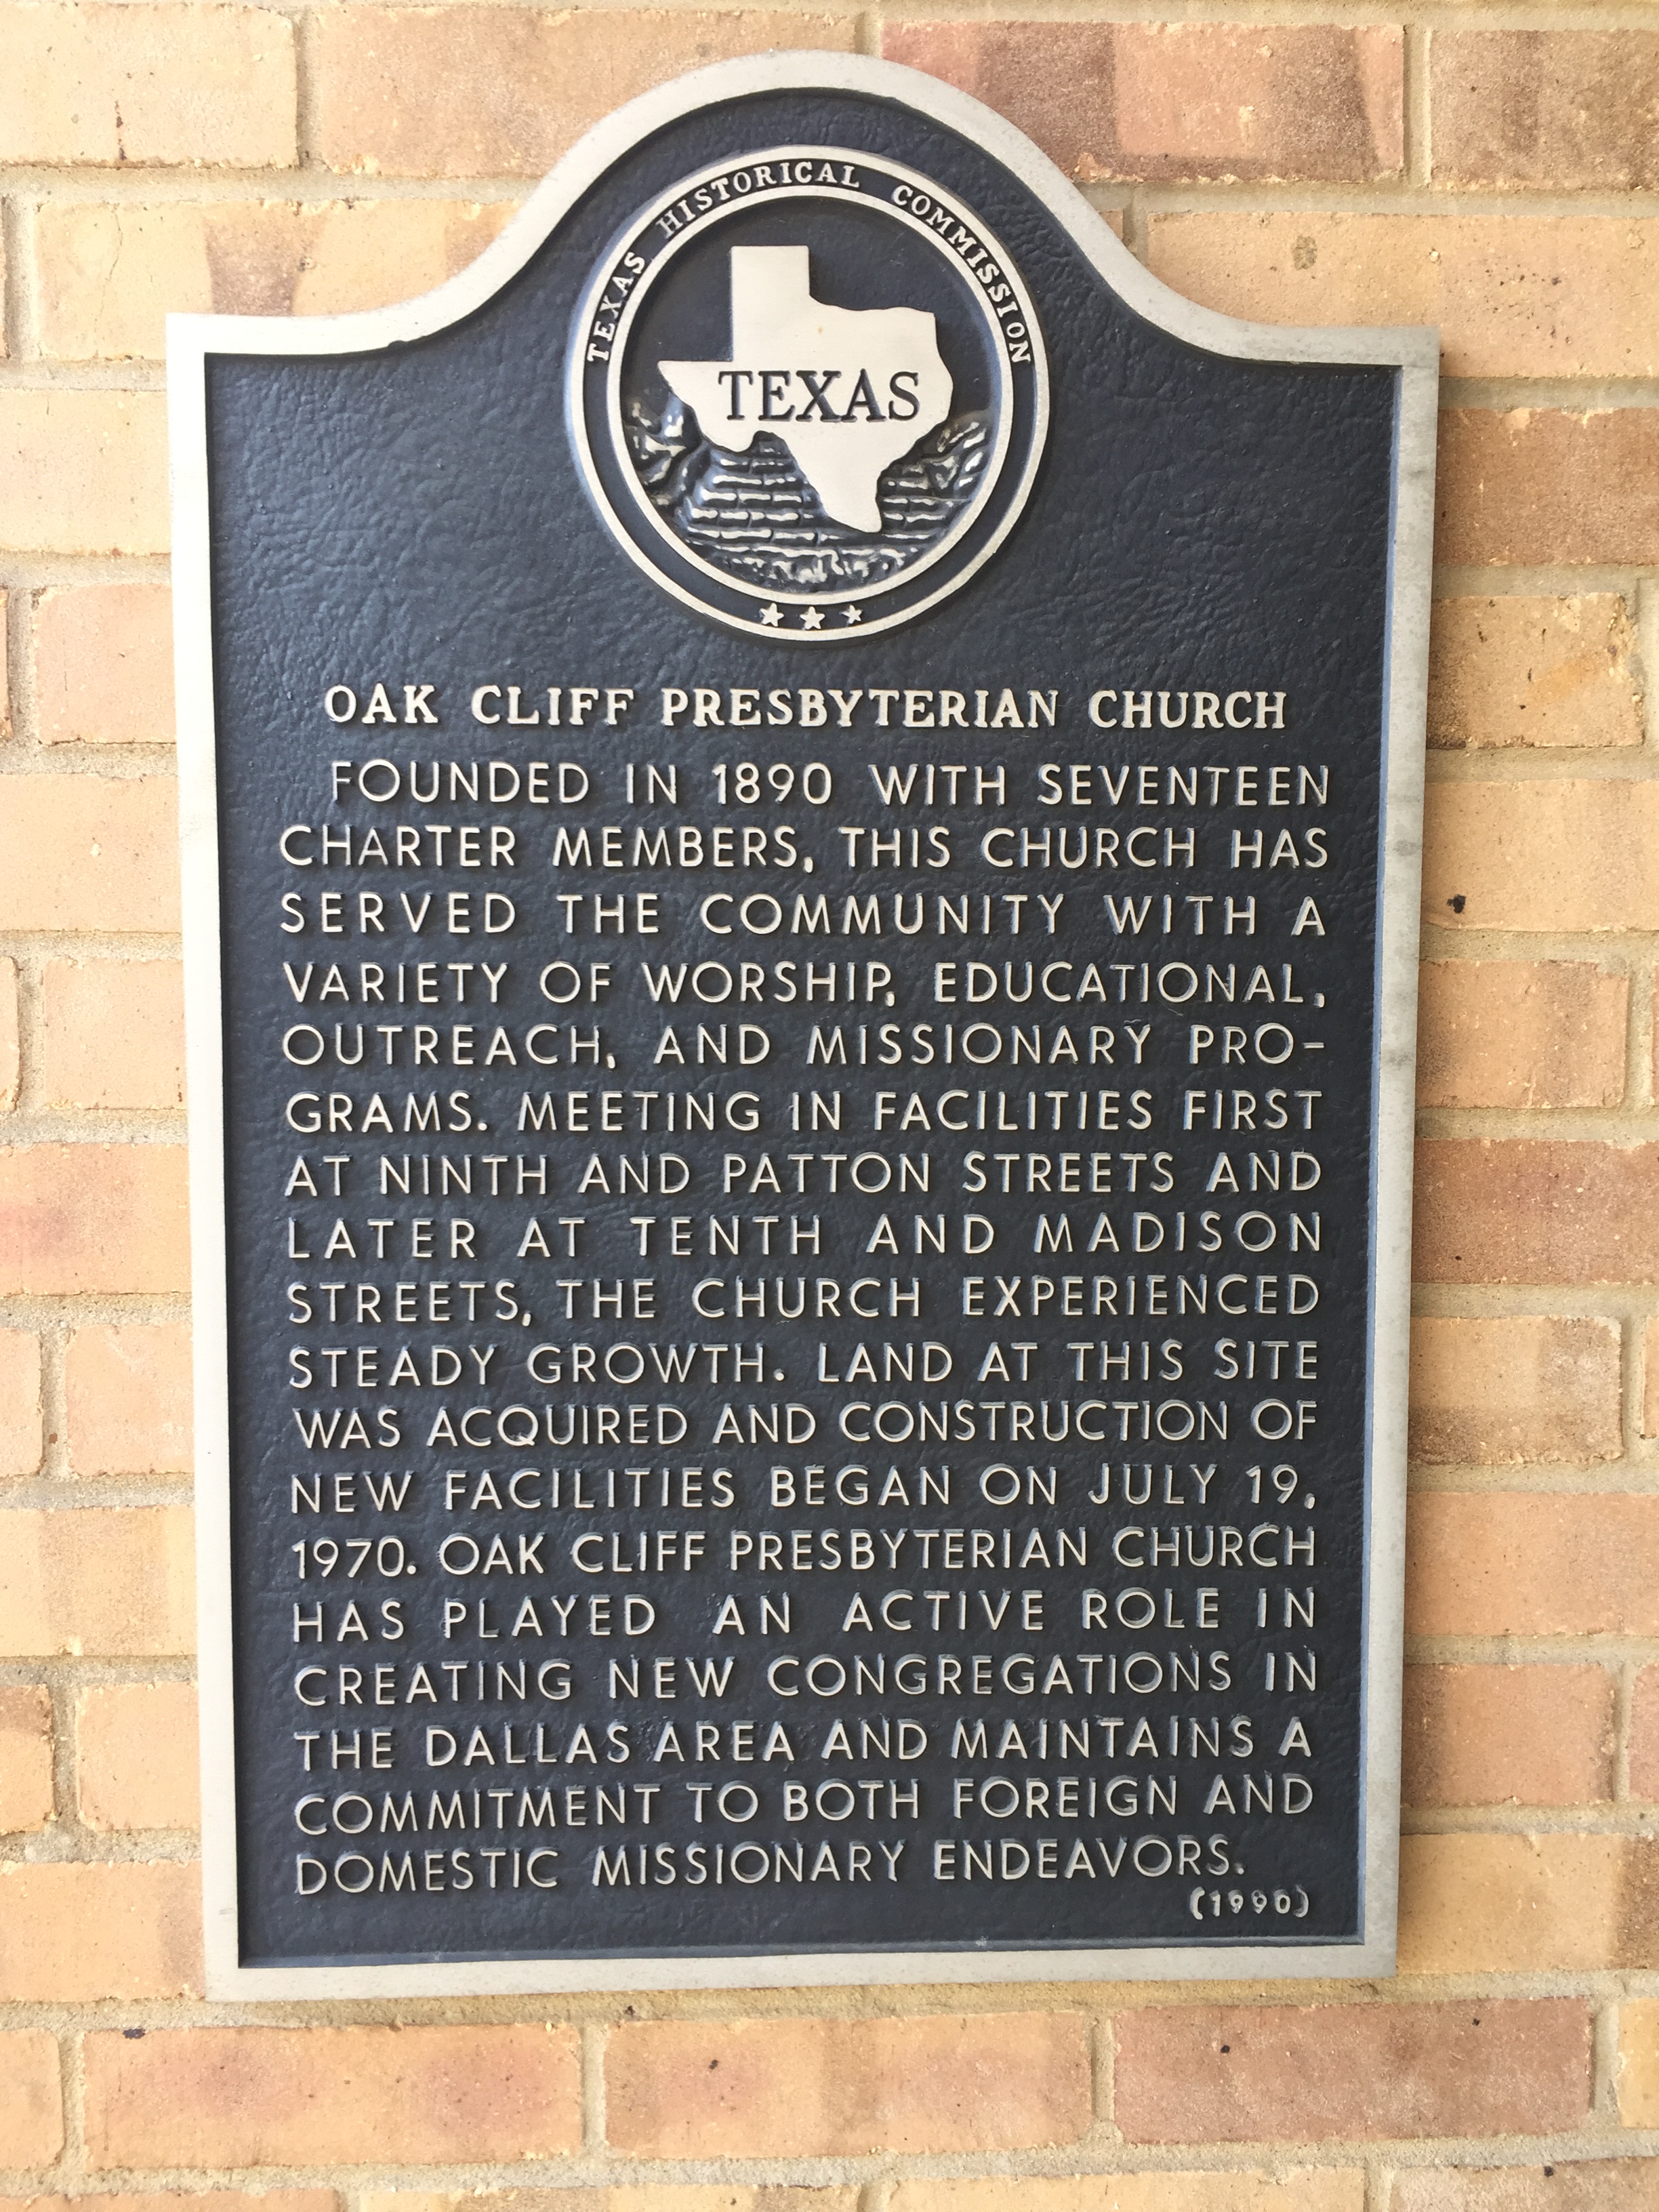 TEXAS HISTORICAL COMMISSION
TEXAS
OAK CLIFF PRESBYTERIAN CHURCH
FOUNDED IN 1890 WITH SEVENTEEN
CHARTER MEMBERS, THIS CHURCH HAS
SERVED THE COMMUNITY WITH A
VARIETY OF WORSHIP, EDUCATIONAL,
OUTREACH, AND MISSIONARY PRO-
GRAMS. MEETING IN FACILITIES FIRST
AT NINTH AND PATTON STREETS AND
LATER AT TENTH AND MADISON
STREETS, THE CHURCH EXPERIENCED
STEADY GROWTH. LAND AT THIS SITE
WAS ACQUIRED AND CONSTRUCTION OF
NEW FACILITIES BEGAN ON JULY 19,
1970. OAK CLIFF PRESBYTERIAN CHURCH
HAS PLAYED AN ACTIVE ROLE IN
CREATING NEW CONGREGATIONS IN
THE DALLAS AREA AND MAINTAINS A
COMMITMENT TO BOTH FOREIGN AND
DOMESTIC MISSIONARY ENDEAVORS.
(1990)